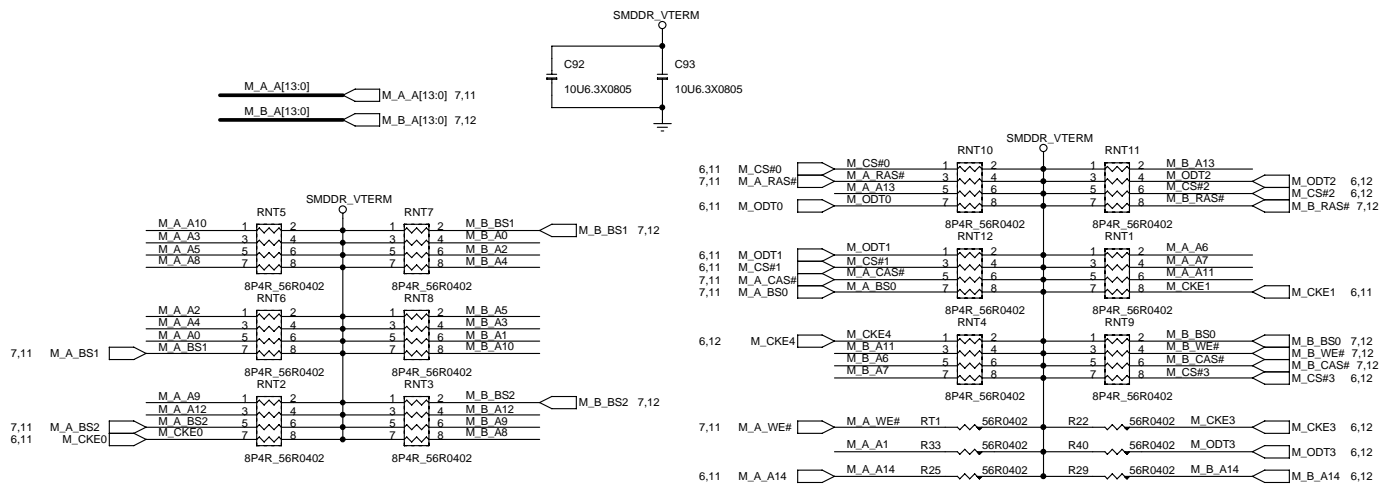 SMDDR_VTERM
C92
10U6.3X0805
C93
10U6.3X0805
M_A_A[13:0]
M_A_A[13:0] 7,11
M_B_A[13:0]
M_B_A[13:0] 7,12
SMDDR_VTERM
RNT5
RNT7
M_A_A10 1 2 1 2 M_B_BS1 M_B_BS1 7,12
M_A_A3 3 4 3 4 M_B_A0
M_A_A5 5 6 5 6 M_B_A2
M_A_A8 7 8 7 8 M_B_A4
8P4R_56R0402
8P4R_56R0402
RNT6
RNT8
M_A_A2 1 2 1 2 M_B_A5
M_A_A4 3 4 3 4 M_B_A3
M_A_A0 5 6 5 6 M_B_A1
7,11 M_A_BS1 M_A_BS1 7 8 7 8 M_B_A10
8P4R_56R0402
8P4R_56R0402
RNT2
RNT3
M_A_A9 1 2 1 2 M_B_BS2 M_B_BS2 7,12
M_A_A12 3 4 3 4 M_B_A12
7,11 M_A_BS2 M_A_BS2 5 6 5 6 M_B_A9
6,11 M_CKE0 M_CKE0 7 8 7 8 M_B_A8
8P4R_56R0402
8P4R_56R0402
SMDDR_VTERM
RNT10
RNT11
6,11 M_CS#0 M_CS#0 1 2 1 2 M_B_A13
7,11 M_A_RAS# M_A_RAS# 3 4 3 4 M_ODT2 M_ODT2 6,12
M_A_A13 5 6 5 6 M_CS#2 M_CS#2 6,12
6,11 M_ODT0 M_ODT0 7 8 7 8 M_B_RAS# M_B_RAS# 7,12
8P4R_56R0402
8P4R_56R0402
RNT12
RNT1
6,11 M_ODT1 M_ODT1 1 2 1 2 M_A_A6
6,11 M_CS#1 M_CS#1 3 4 3 4 M_A_A7
7,11 M_A_CAS# M_A_CAS# 5 6 5 6 M_A_A11
7,11 M_A_BS0 M_A_BS0 7 8 7 8 M_CKE1 M_CKE1 6,11
8P4R_56R0402
8P4R_56R0402
RNT4
RNT9
6,12 M_CKE4 M_CKE4 1 2 1 2 M_B_BS0 M_B_BS0 7,12
M_B_A11 3 4 3 4 M_B_WE# M_B_WE# 7,12
M_B_A6 5 6 5 6 M_B_CAS# M_B_CAS# 7,12
M_B_A7 7 8 7 8 M_CS#3 M_CS#3 6,12
8P4R_56R0402
8P4R_56R0402
7,11 M_A_WE# M_A_WE# RT1 56R0402 R22 56R0402 M_CKE3 M_CKE3 6,12
M_A_A1 R33 56R0402 R40 56R0402 M_ODT3 M_ODT3 6,12
6,11 M_A_A14 M_A_A14 R25 56R0402 R29 56R0402 M_B_A14 M_B_A14 6,12